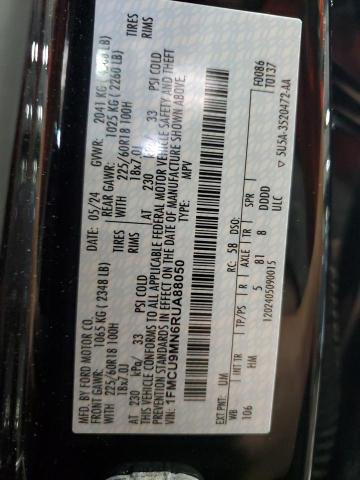 MFD. BY FORD MOTOR CO.
DATE: 05/24 GVWR: 2041 KG
FRONT GAWR: 1065 KG ( 2348 LB) REAR GAWR: 1025 KG ( 2260 LB)
WITH 225/60R18 100H TIRES WITH 225/60R18 100H TIRES
18x7.0J RIMS 18x7.0J RIMS
AT 230 kPa/ 33 PSI COLD AT 230 kPa/ 33 PSI COLD
THIS VEHICLE CONFORMS TO ALL APPLICABLE FEDERAL MOTOR VEHICLE SAFETY AND THEFT
PREVENTION STANDARDS IN EFFECT ON THE DATE OF MANUFACTURE SHOWN ABOVE.
VIN: 1FMCU9MN6RUA88050 TYPE: MPV
F0086
T0137
EXT PNT: UM RC: 5B DSO:
WB INT TR TP/PS R AXLE TR SPR
106 HM 5 81 8 DDDD
1202405090015 ULC
▽ 5U5A-3520472-AA